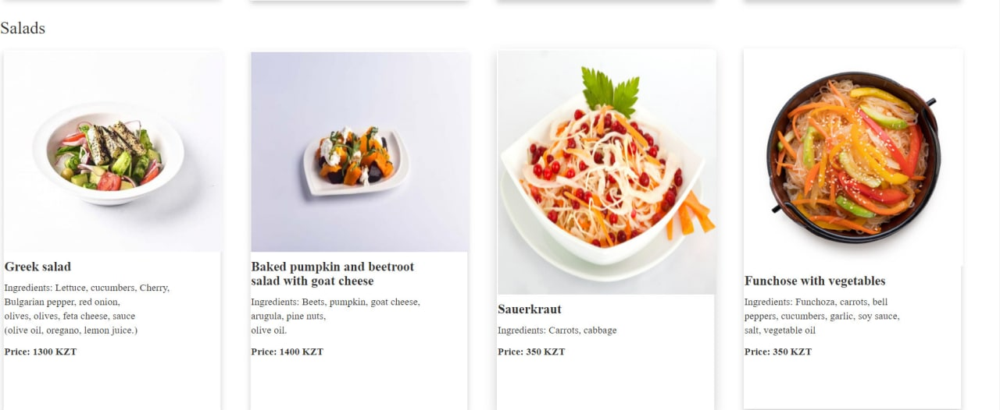 Salads
Greek salad
Ingredients: Lettuce, cucumbers, Cherry,
Bulgarian pepper, red onion,
olives, olives, feta cheese, sauce
(olive oil, oregano, lemon juice.)
Price: 1300 KZT
Baked pumpkin and beetroot
salad with goat cheese
Ingredients: Beets, pumpkin, goat cheese,
arugula, pine nuts,
olive oil.
Price: 1400 KZT
Sauerkraut
Ingredients: Carrots, cabbage
Price: 350 KZT
Funchose with vegetables
Ingredients: Funchoza, carrots, bell
peppers, cucumbers, garlic, soy sauce,
salt, vegetable oil
Price: 350 KZT